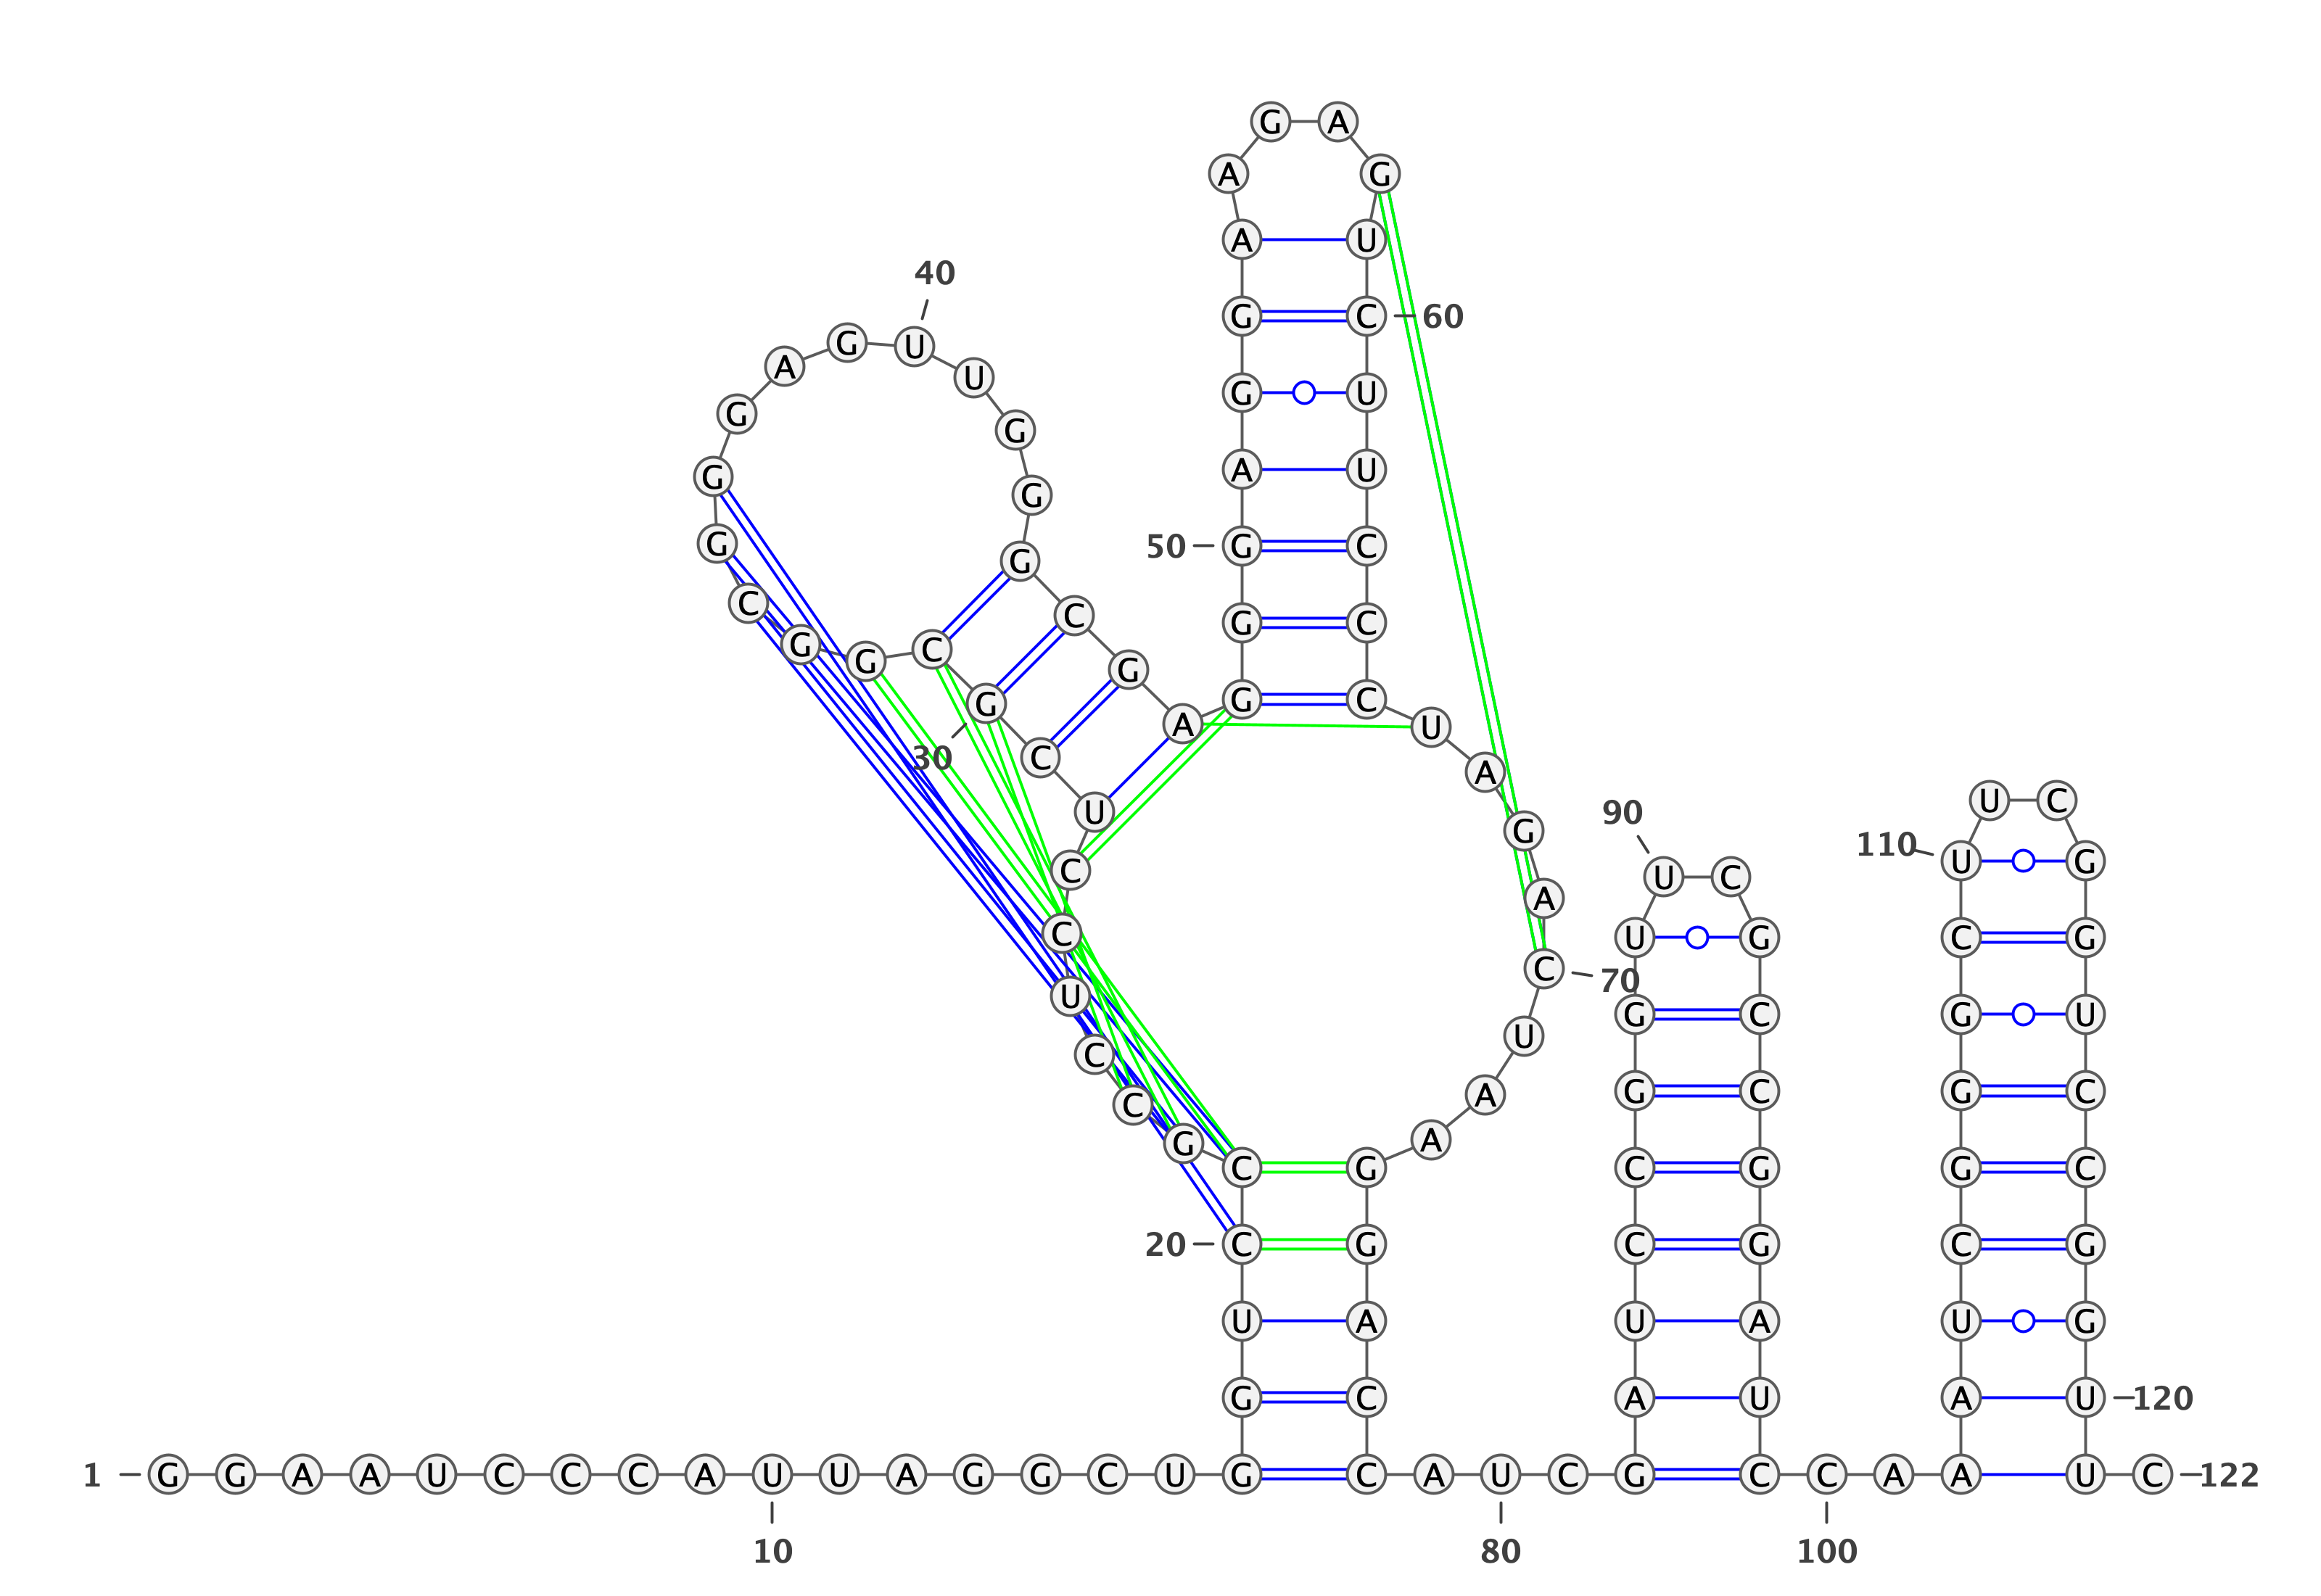 G A
A G
A U
40
G C 60
G U
A U
G U
G G
G A U
G
G 50 G C
G
C C G C
G C
G G
G G C
A U
30 C A
U 90 U C
G 110 U G
C U C
A
C U G C G
C 70
U G C G U
U
C
C A G C G C
G A
C G C G G C
20 C G C G C G
U A U A U G
G C A U A U 120
1 G G A A U C C C A U U A G G C U G C A U C G C C A A U C 122
10 80 100